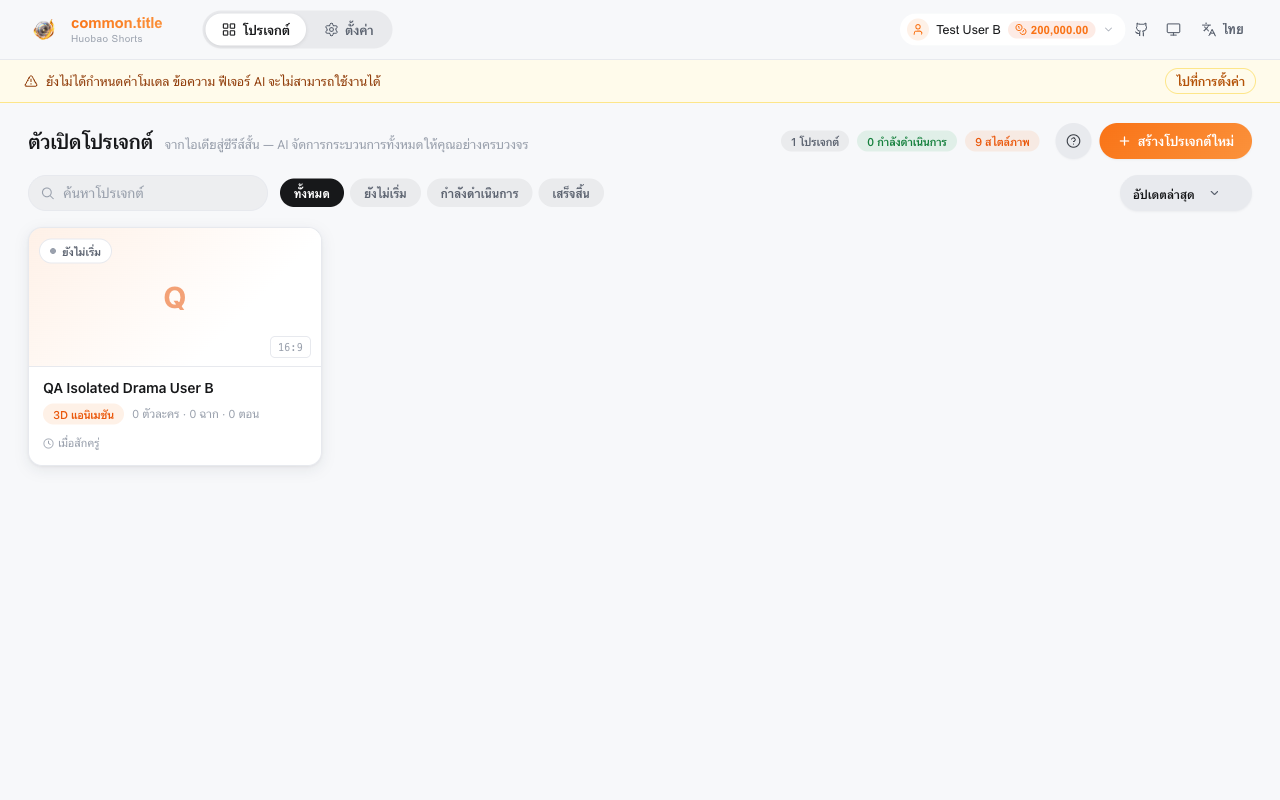 common.title
Huobao Shorts
โปรเจกต์
ตั้งค่า
Test User B
200,000.00
ไทย
ยังไม่ได้กำหนดค่าโมเดล ข้อความ ฟีเจอร์ AI จะไม่สามารถใช้งานได้
ไปที่การตั้งค่า
ตัวเปิดโปรเจกต์
จากไอเดียสู่ซีรีส์สั้น — AI จัดการกระบวนการทั้งหมดให้คุณอย่างครบวงจร
1 โปรเจกต์
0 กำลังดำเนินการ
9 สไตล์ภาพ
สร้างโปรเจกต์ใหม่
ค้นหาโปรเจกต์
ทั้งหมด
ยังไม่เริ่ม
กำลังดำเนินการ
เสร็จสิ้น
อัปเดตล่าสุด
ยังไม่เริ่ม
Q
16:9
QA Isolated Drama User B
3D แอนิเมชัน
0 ตัวละคร · 0 ฉาก · 0 ตอน
เมื่อสักครู่